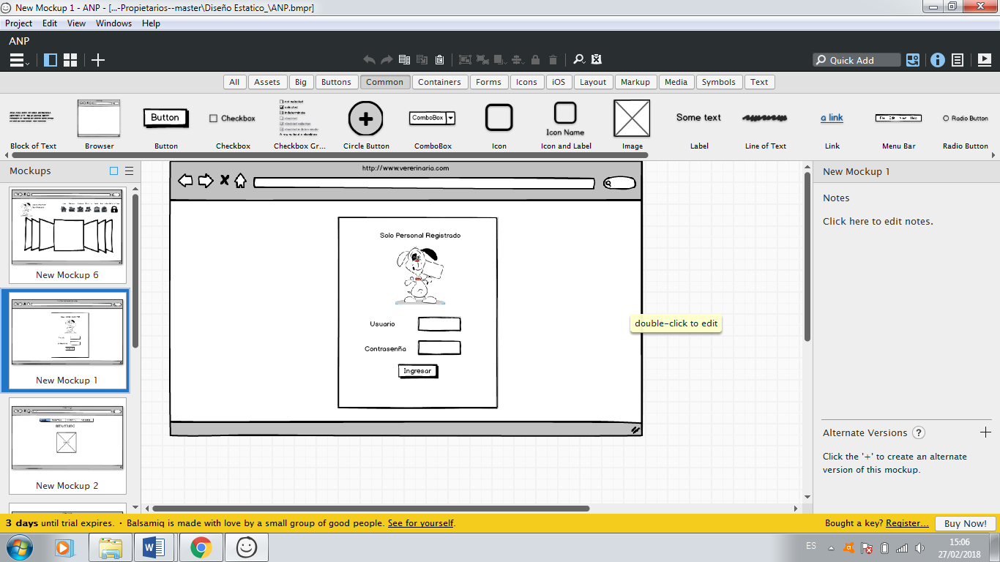 New Mockup 1 - ANP - [...-Propietarios--master\Diseño Estatico_\ANP.bmpr]
Project Edit View Windows Help
ANP
Quick Add
All Assets Big Buttons Common Containers Forms Icons iOS Layout Markup Media Symbols Text
Button Checkbox ComboBox Icon Name Some text a link Radio Button
Block of Text Browser Button Checkbox Checkbox Gr... Circle Button ComboBox Icon Icon and Label Image Label Line of Text Link Menu Bar Radio Button
Mockups
New Mockup 6
New Mockup 1
New Mockup 2
http://www.vererinaria.com
Solo Personal Registrado
Usuario
Contrasenña
Ingresar
double-click to edit
New Mockup 1
Notes
Click here to edit notes.
Alternate Versions ?
Click the '+' to create an alternate
version of this mockup.
3 days until trial expires. · Balsamiq is made with love by a small group of good people. See for yourself.
Bought a key? Register... Buy Now!
ES
15:06
27/02/2018